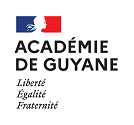 ACADÉMIE
DE GUYANE
Liberté
Égalité
Fraternité